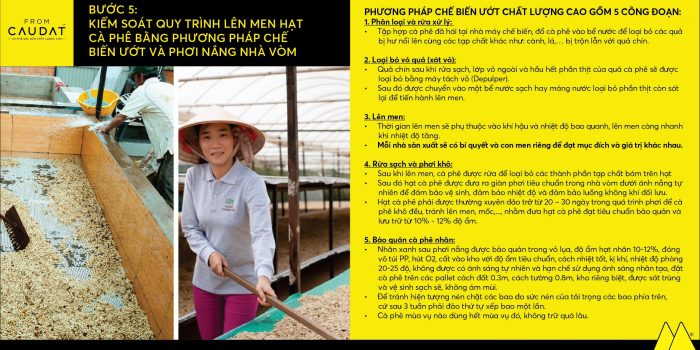 FROM
CAUDAT
BƯỚC 5:
KIỂM SOÁT QUY TRÌNH LÊN MEN HẠT
CÀ PHÊ BẰNG PHƯƠNG PHÁP CHẾ
BIẾN ƯỚT VÀ PHƠI NẮNG NHÀ VÒM
PHƯƠNG PHÁP CHẾ BIẾN ƯỚT CHẤT LƯỢNG CAO GỒM 5 CÔNG ĐOẠN:
1. Phân loại và rửa xử lý:
• Tập hợp cà phê đã hái tại nhà máy chế biến, đổ cà phê vào bể nước để loại bỏ các quả
bị hư nổi lên cùng các tạp chất khác như: cành, lá,… bị trộn lẫn với quả chín.
2. Loại bỏ vỏ quả (xát vỏ):
• Quả chín sau khi rửa sạch, lớp vỏ ngoài và hầu hết phần thịt của quả cà phê sẽ được
loại bỏ bằng máy tách vỏ (Depulper).
• Sau đó được chuyển vào một bể nước sạch hay máng nước loại bỏ phần thịt còn sót
lại để tiến hành lên men.
3. Lên men:
• Thời gian lên men sẽ phụ thuộc vào khí hậu và nhiệt độ bao quanh, lên men càng nhanh
khi nhiệt độ tăng.
• Mỗi nhà sản xuất sẽ có bí quyết và con men riêng để đạt mục đích và giá trị khác nhau.
4. Rửa sạch và phơi khô:
• Sau khi lên men, cà phê được rửa để loại bỏ các thành phần tạp chất bám trên hạt
• Sau đó hạt cà phê được đưa ra giàn phơi tiêu chuẩn trong nhà vòm dưới ánh nắng tự
nhiên để đảm bảo vệ sinh, đảm bảo nhiệt độ và đảm bảo luồng không khí đối lưu.
• Hạt cà phê phải được thường xuyên đảo trở từ 20 – 30 ngày trong quá trình phơi để cà
phê khô đều, tránh lên men, mốc,…, nhằm đưa hạt cà phê đạt tiêu chuẩn bảo quản và
lưu trữ từ 10% - 12% độ ẩm.
5. Bảo quản cà phê nhân:
• Nhân xanh sau phơi nắng được bảo quản trong vỏ lụa, độ ẩm hạt nhân 10-12%, đóng
vô túi PP, hút O2, cất vào kho với độ ẩm tiêu chuẩn, cách nhiệt tốt, kị khí, nhiệt độ phòng
20-25 độ, không được có ánh sáng tự nhiên và hạn chế sử dụng ánh sáng nhân tạo, đặt
cà phê trên các pallet cách đất 0.3m, cách tường 0.8m, kho riêng biệt, được sát trùng
và vệ sinh sạch sẽ, không ám mùi.
• Để tránh hiện tượng nén chặt các bao do sức nén của tải trọng các bao phía trên,
cứ sau 3 tuần phải đảo thứ tự xếp bao một lần.
• Cà phê mùa vụ nào dùng hết mùa vụ đó, không trữ quá lâu.
®